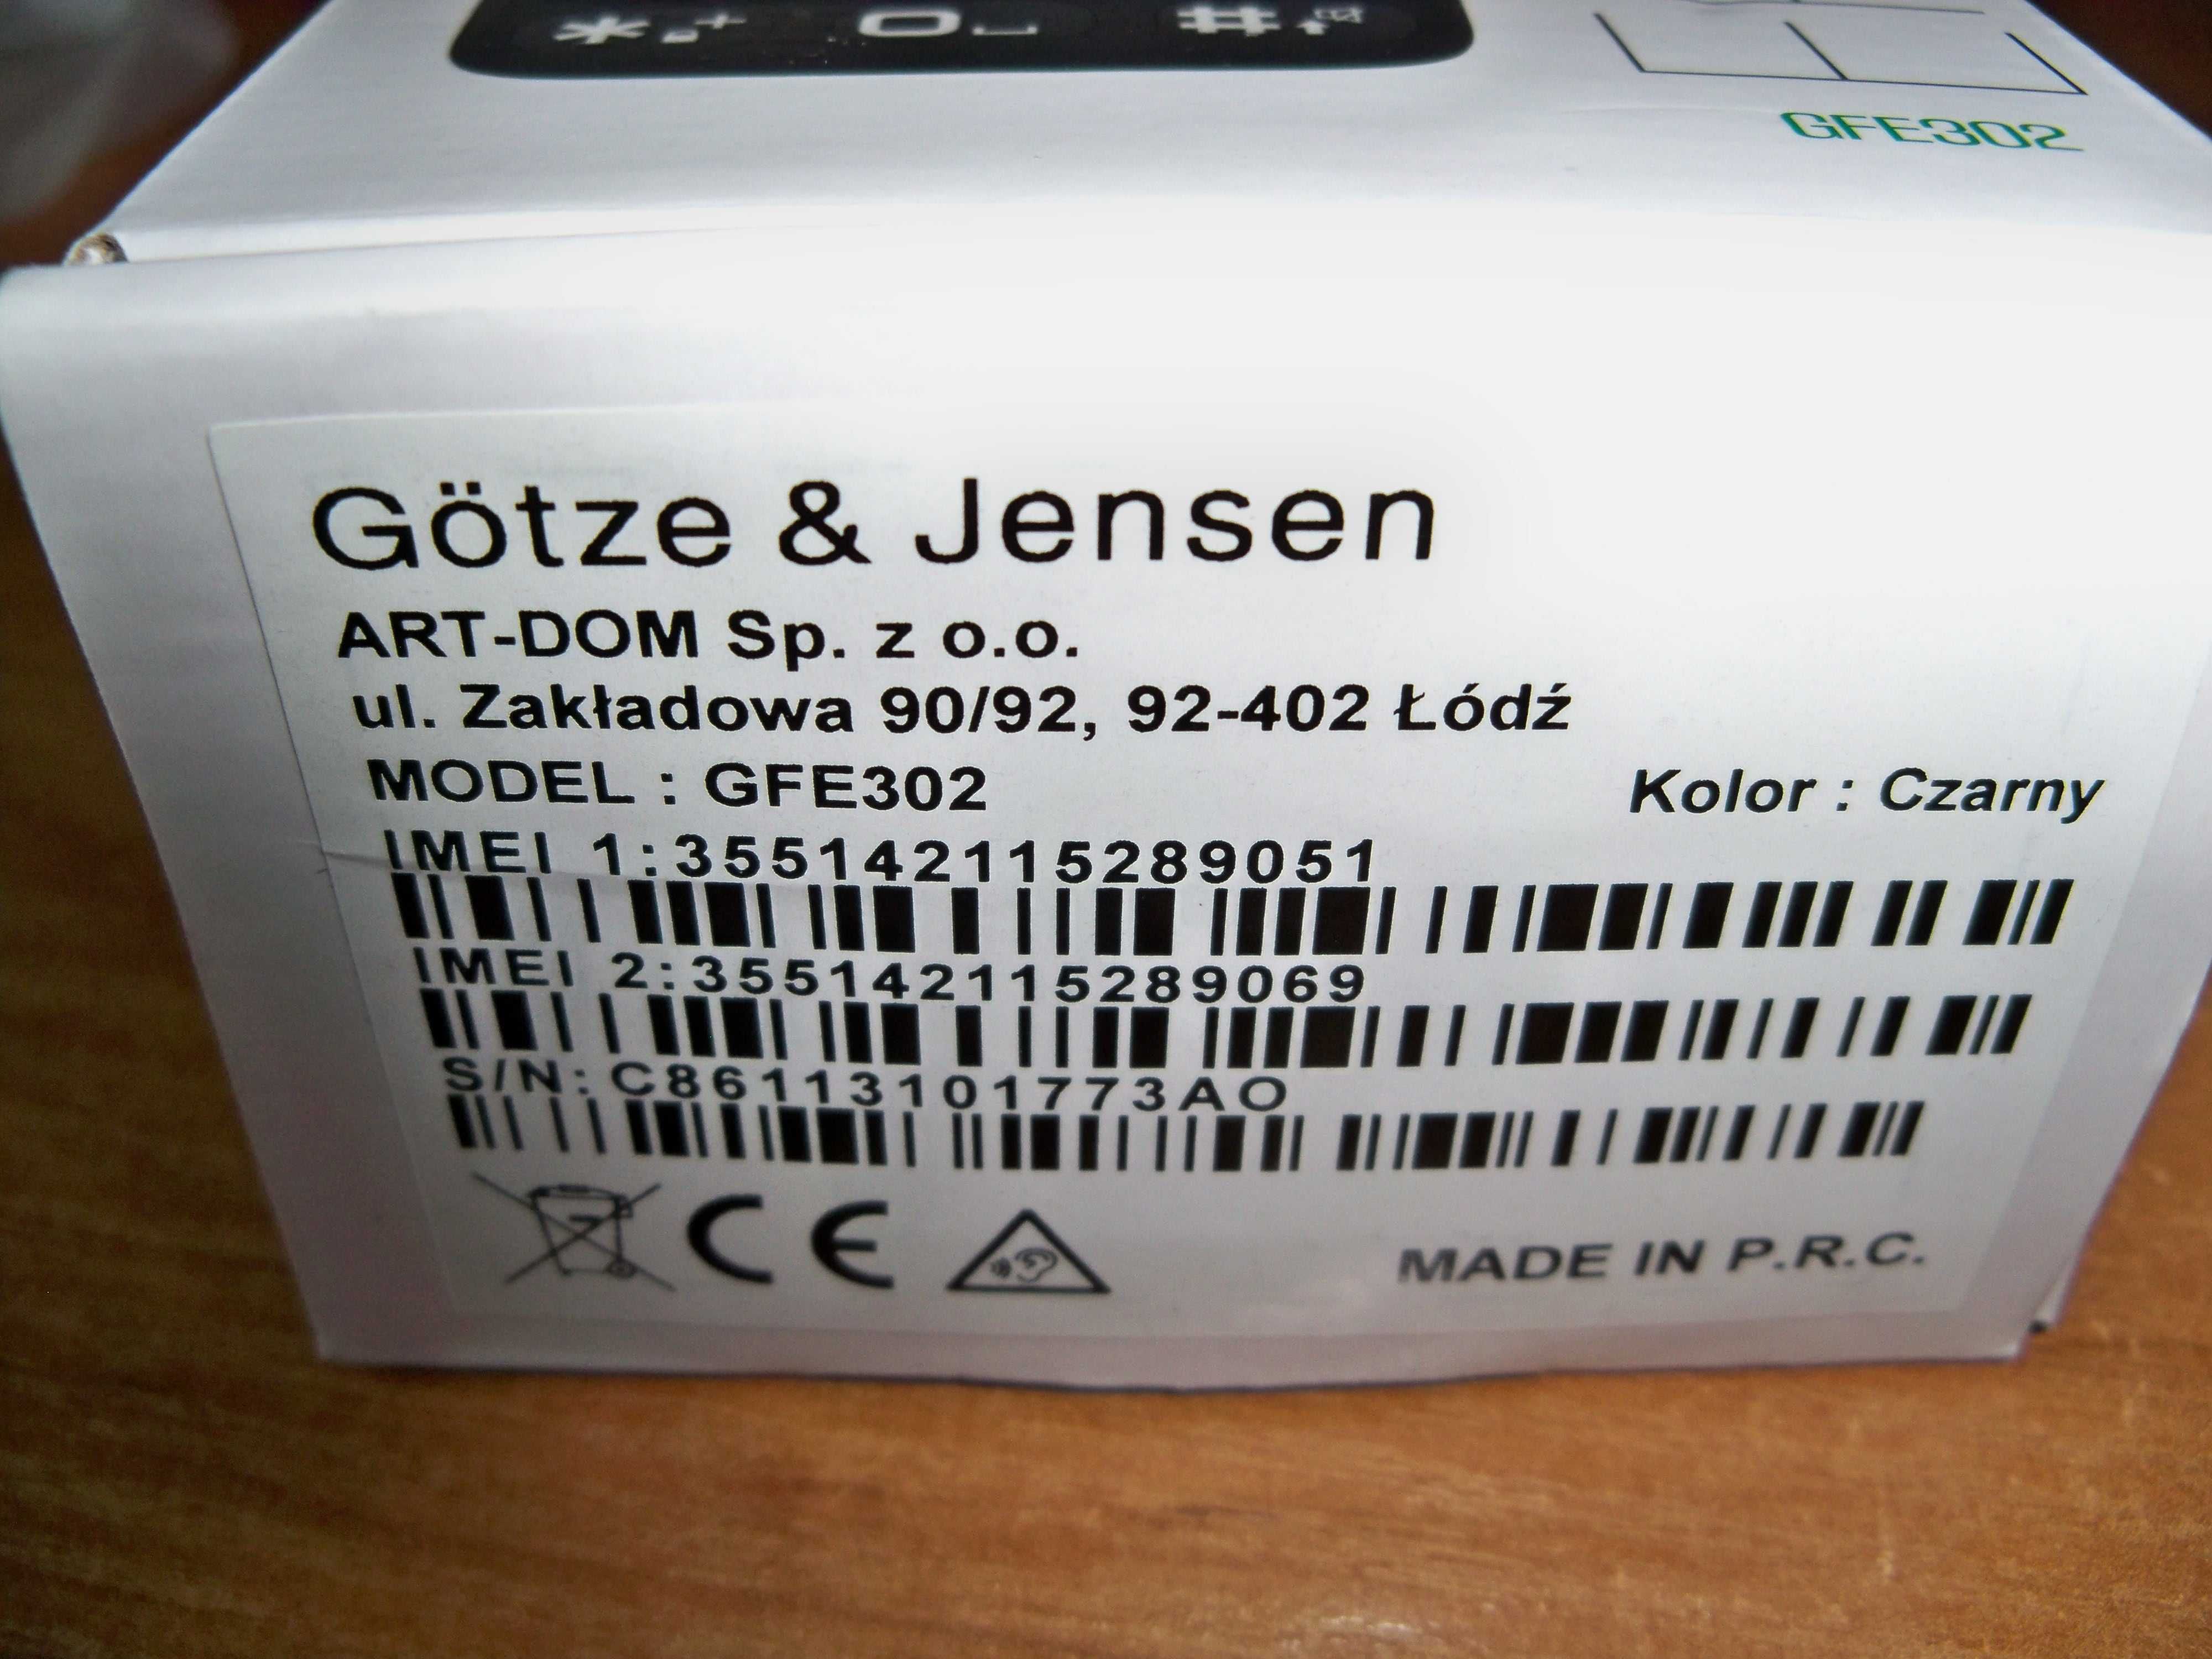 * . +
0
#
GFE302
Götze & Jensen
ART-DOM Sp. z o.o.
ul. Zakładowa 90/92, 92-402 Łódź
MODEL : GFE302 Kolor : Czarny
IMEI 1:355142115289051
IMEI 2:355142115289069
S/N:C86113101773AO
CE
MADE IN P.R.C.